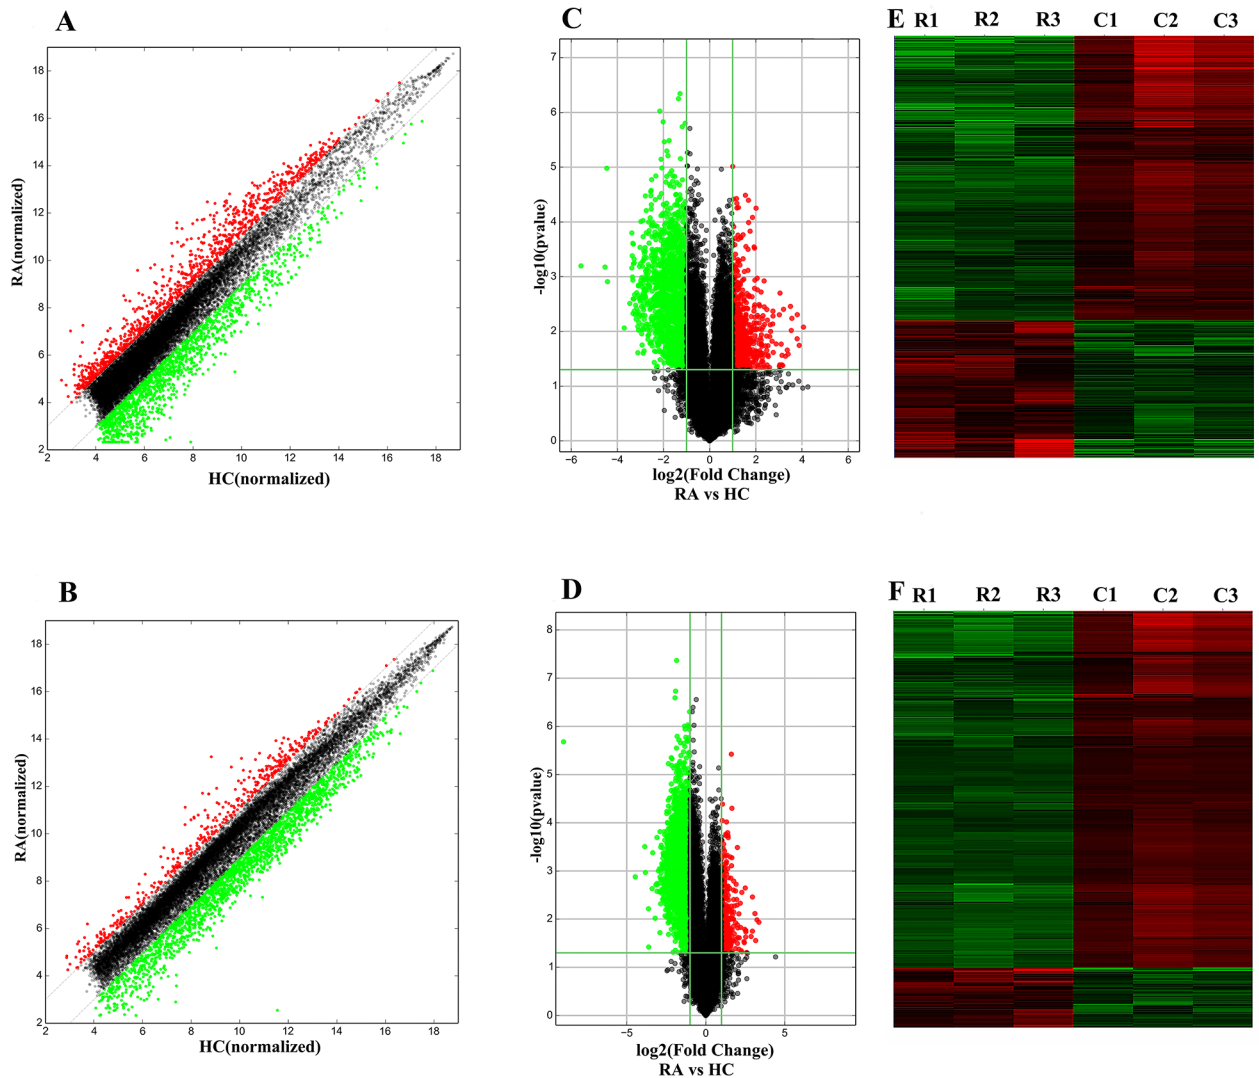 A
RA(normalized)
18
16
14
12
10
8
6
4
2
2 4 6 8 10 12 14 16 18
HC(normalized)
C
-log10(pvalue)
7
6
5
4
3
2
1
0
−6 −4 −2 0 2 4 6
log2(Fold Change)
RA vs HC
E R1 R2 R3 C1 C2 C3
B
RA(normalized)
18
16
14
12
10
8
6
4
2
2 4 6 8 10 12 14 16 18
HC(normalized)
D
-log10(pvalue)
8
7
6
5
4
3
2
1
0
−5 0 5
log2(Fold Change)
RA vs HC
F R1 R2 R3 C1 C2 C3